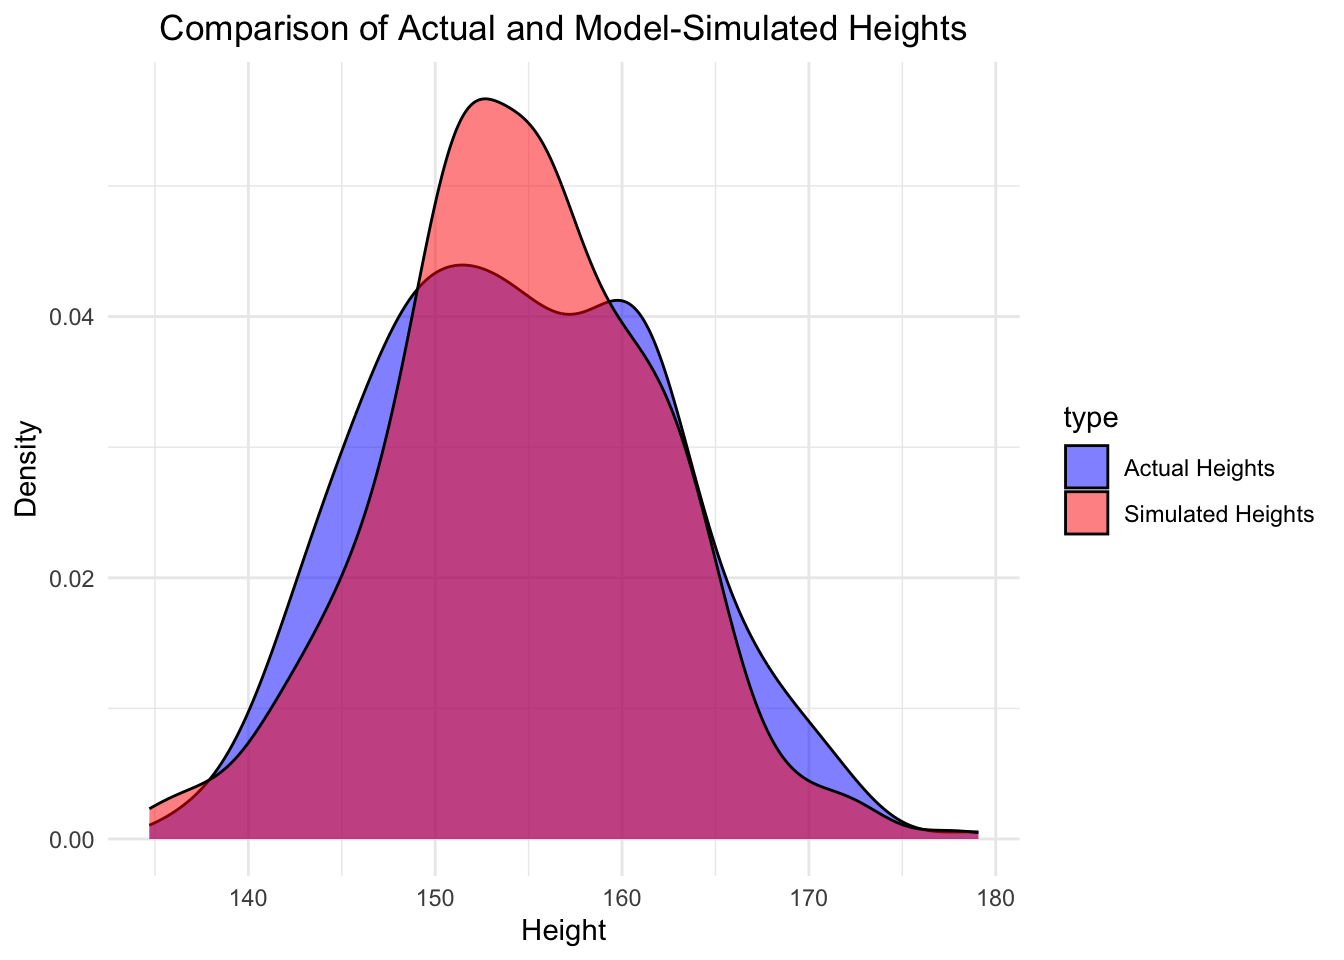 Comparison of Actual and Model-Simulated Heights
Density
0.04
0.02
0.00
140 150 160 170 180
Height
type
Actual Heights
Simulated Heights